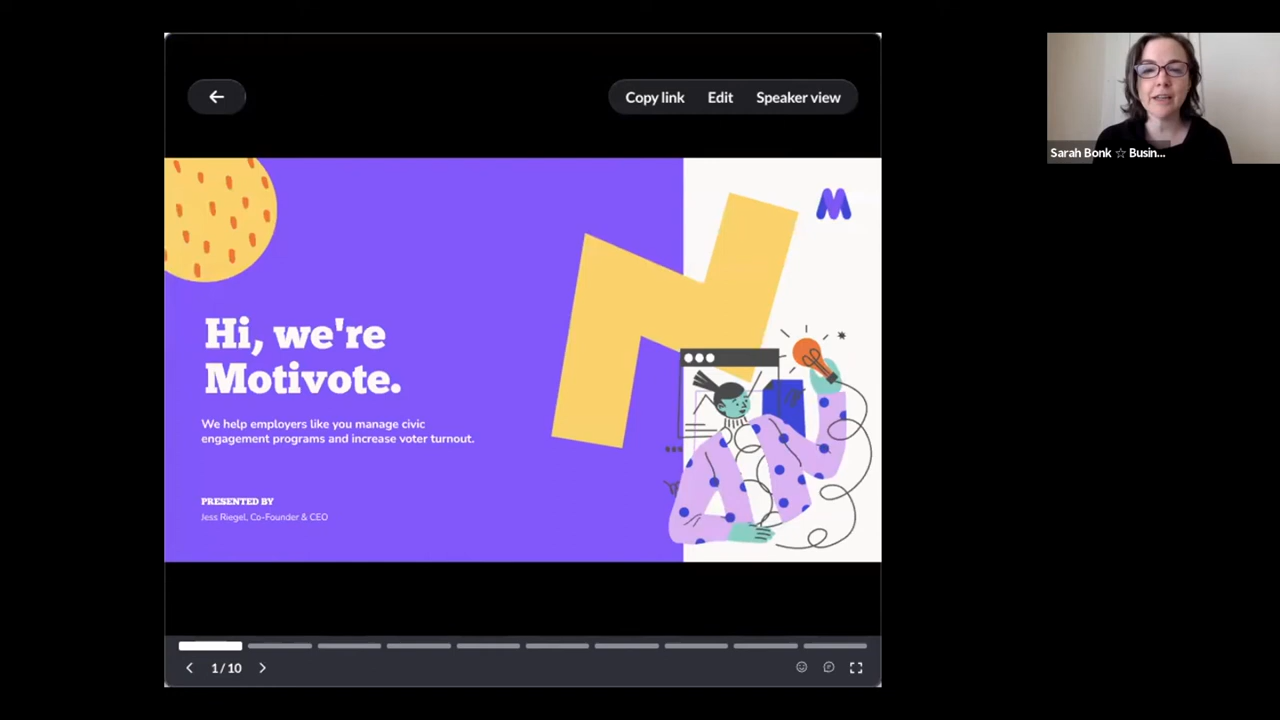 Copy link
Edit
Speaker view
Sarah Bonk ☆ Busin...
Hi, we're
Motivote.
We help employers like you manage civic
engagement programs and increase voter turnout.
PRESENTED BY
Jess Riegel, Co-Founder & CEO
1 / 10